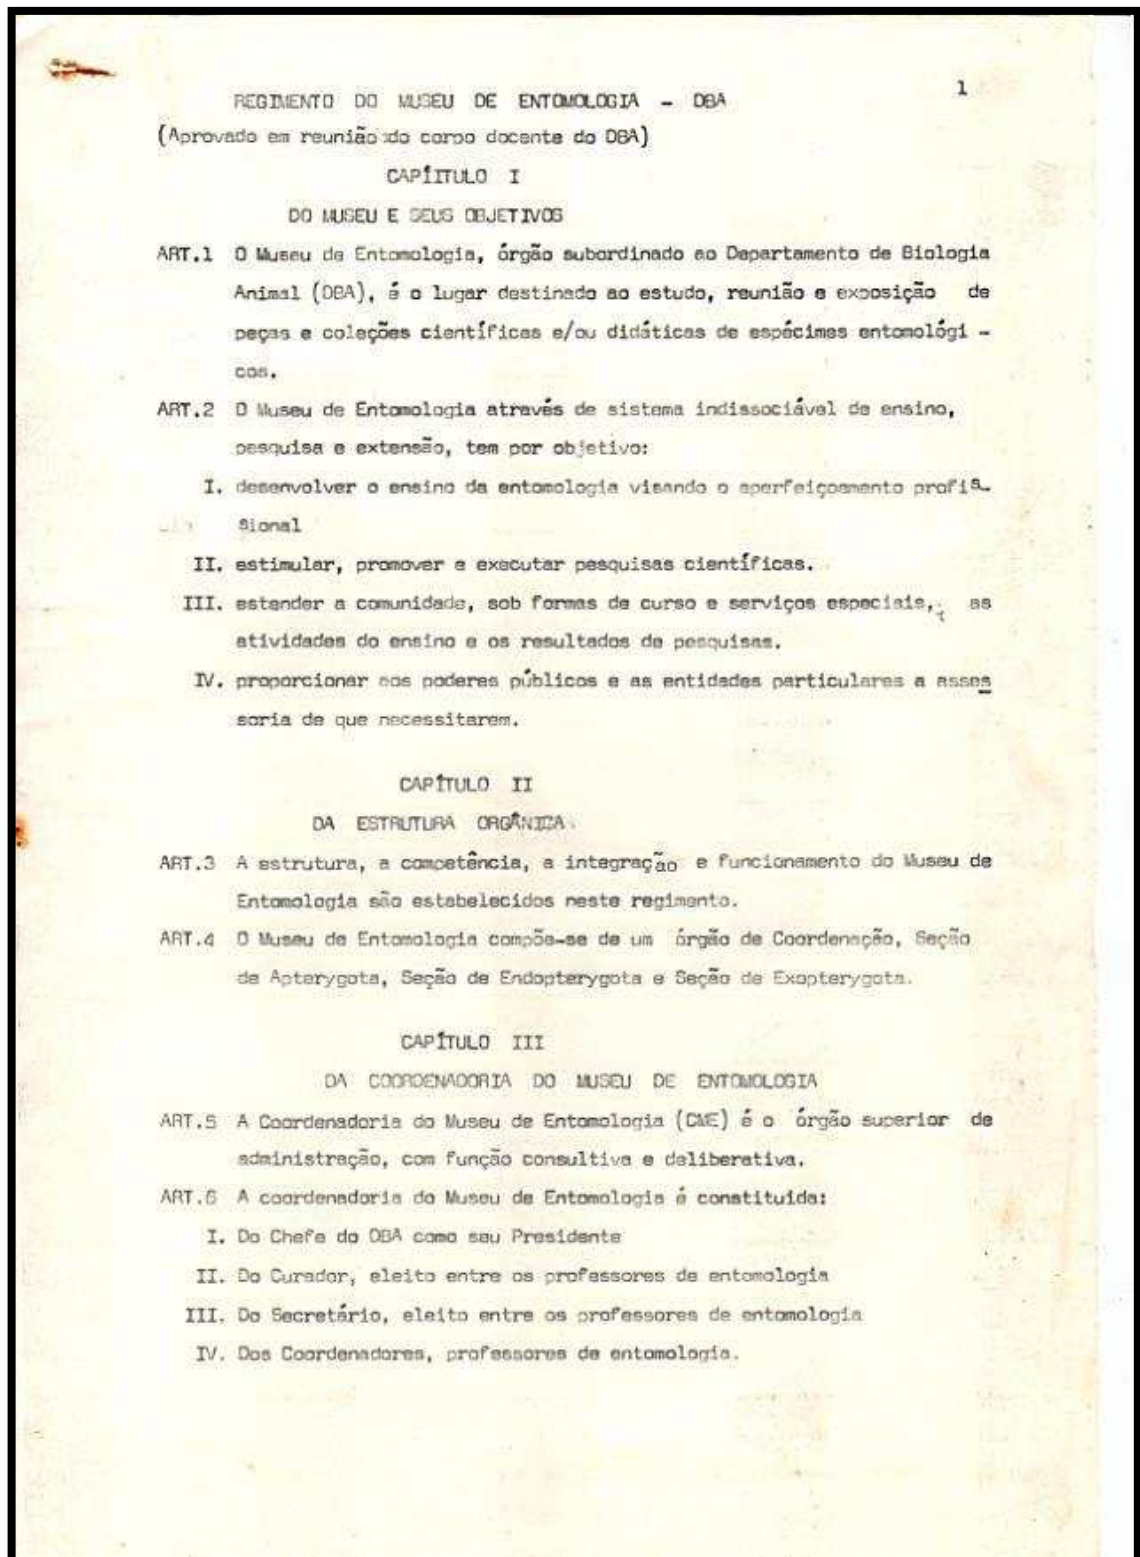 1
REGIMENTO DO MUSEU DE ENTOMOLOGIA - DBA
(Aprovado em reunião do corpo docente do DBA)
CAPÍITULO I
DO MUSEU E SEUS OBJETIVOS
ART.1 O Museu de Entomologia, órgão subordinado ao Departamento de Biologia
Animal (DBA), é o lugar destinado ao estudo, reunião e exposição de
peças e coleções científicas e/ou didáticas de espécimes entomológi -
cos.
ART.2 O Museu de Entomologia através de sistema indissociável de ensino,
pesquisa e extensão, tem por objetivo:
I. desenvolver o ensino da entomologia visando o aperfeiçoamento profis-
sional
II. estimular, promover e executar pesquisas científicas.
III. estender a comunidade, sob formas de curso e serviços especiais, as
atividades do ensino e os resultados de pesquisas.
IV. proporcionar aos poderes públicos e as entidades particulares a asses
soria de que necessitarem.
CAPÍTULO II
DA ESTRUTURA ORGÂNICA.
ART.3 A estrutura, a competência, a integração e funcionamento do Museu de
Entomologia são estabelecidos neste regimento.
ART.4 O Museu de Entomologia compõe-se de um órgão de Coordenação, Seção
de Apterygota, Seção de Endopterygota e Seção de Exopterygota.
CAPÍTULO III
DA COORDENADORIA DO MUSEU DE ENTOMOLOGIA
ART.5 A Coordenadoria do Museu de Entomologia (CME) é o órgão superior de
administração, com função consultiva e deliberativa.
ART.6 A coordenadoria do Museu de Entomologia é constituida:
I. Do Chefe do DBA como seu Presidente
II. Do Curador, eleito entre os professores de entomologia
III. Do Secretário, eleito entre os professores de entomologia
IV. Dos Coordenadores, professores de entomologia.